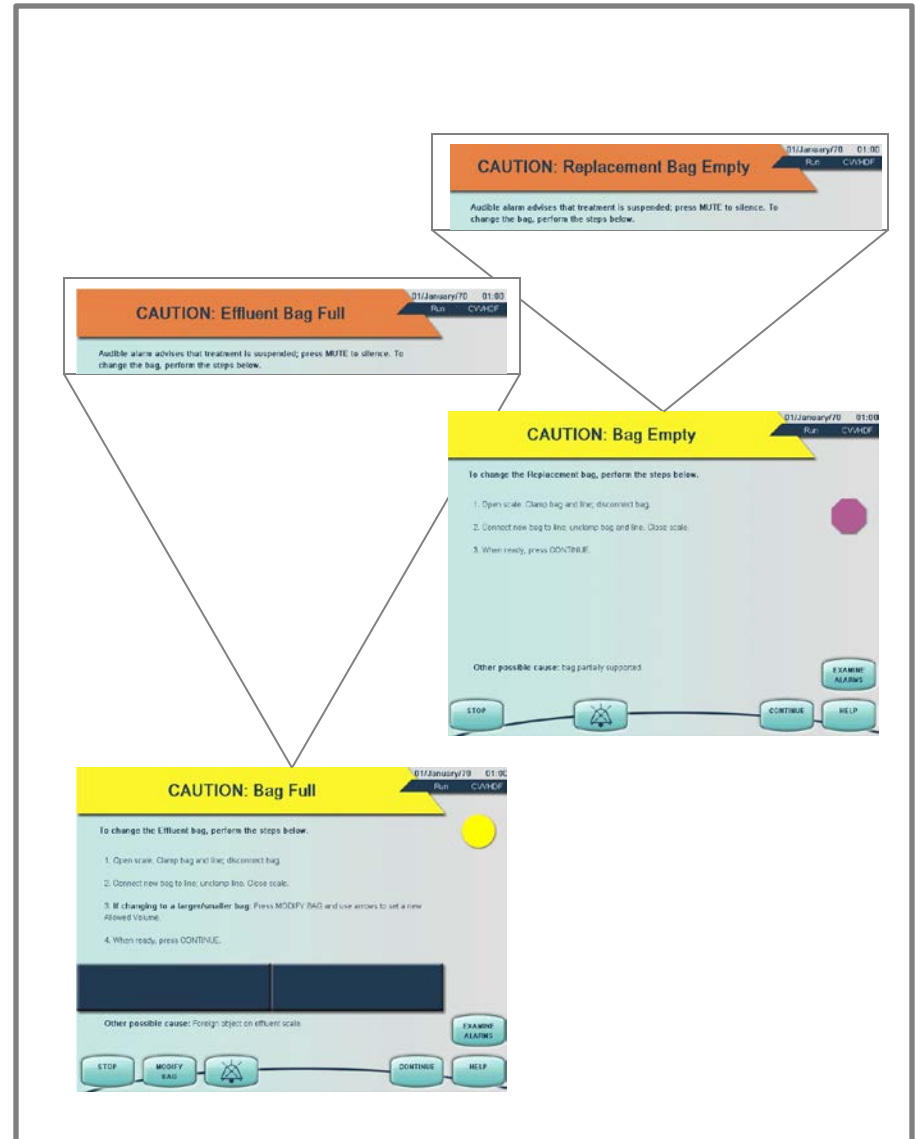 01/January/70 01:00
CAUTION: Replacement Bag Empty
Run CVVHDF
Audible alarm advises that treatment is suspended; press MUTE to silence. To
change the bag, perform the steps below.
01/January/70 01:00
CAUTION: Effluent Bag Full
Run CVVHDF
Audible alarm advises that treatment is suspended; press MUTE to silence. To
change the bag, perform the steps below.
01/January/70 01:00
CAUTION: Bag Empty
Run CVVHDF
To change the Replacement bag, perform the steps below.
1. Open scale. Clamp bag and line; disconnect bag.
2. Connect new bag to line; unclamp bag and line. Close scale.
3. When ready, press CONTINUE.
Other possible cause: bag partially supported.
EXAMINE
ALARMS
STOP
CONTINUE
HELP
01/January/70 01:00
CAUTION: Bag Full
Run CVVHDF
To change the Effluent bag, perform the steps below.
1. Open scale. Clamp bag and line; disconnect bag.
2. Connect new bag to line; unclamp line. Close scale.
3. If changing to a larger/smaller bag: Press MODIFY BAG and use arrows to set a new
Allowed Volume.
4. When ready, press CONTINUE.
Other possible cause: Foreign object on effluent scale.
EXAMINE
ALARMS
STOP
MODIFY
BAG
CONTINUE
HELP